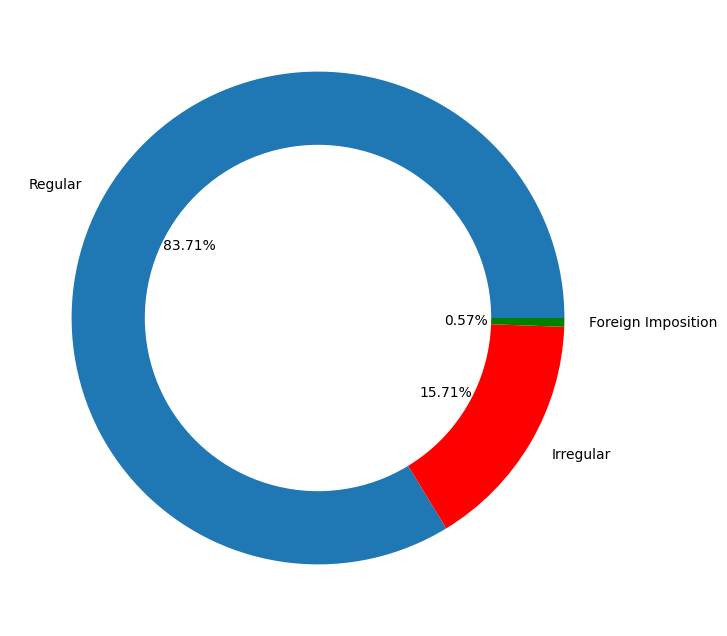 Regular
83.71%
0.57%
Foreign Imposition
15.71%
Irregular